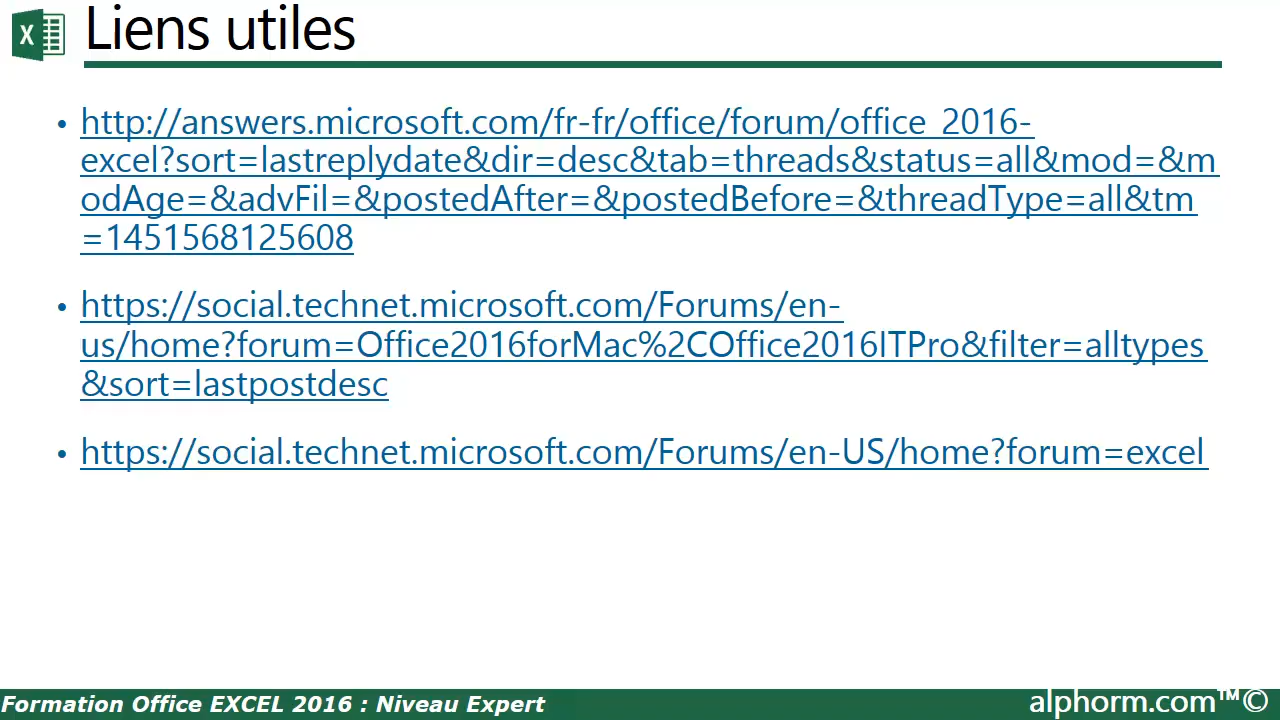 Liens utiles
• http://answers.microsoft.com/fr-fr/office/forum/office_2016-
excel?sort=lastreplydate&dir=desc&tab=threads&status=all&mod=&m
odAge=&advFil=&postedAfter=&postedBefore=&threadType=all&tm
=1451568125608
• https://social.technet.microsoft.com/Forums/en-
us/home?forum=Office2016forMac%2COffice2016ITPro&filter=alltypes
&sort=lastpostdesc
• https://social.technet.microsoft.com/Forums/en-US/home?forum=excel
Formation Office EXCEL 2016 : Niveau Expert
alphorm.com™©